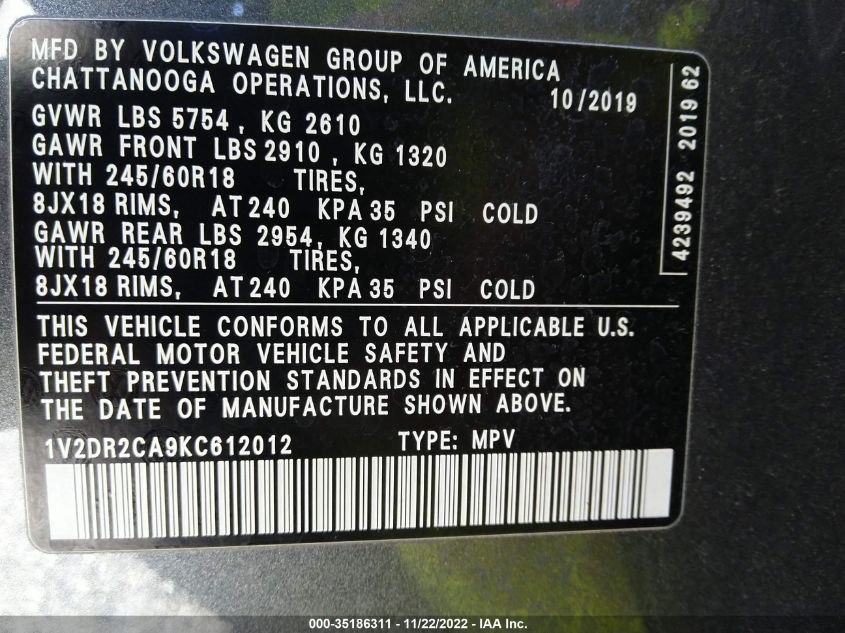 MFD BY VOLKSWAGEN GROUP OF AMERICA
CHATTANOOGA OPERATIONS, LLC. 10/2019
GVWR LBS 5754, KG 2610
GAWR FRONT LBS 2910, KG 1320
WITH 245/60R18 TIRES,
8JX18 RIMS, AT 240 KPA 35 PSI COLD
GAWR REAR LBS 2954, KG 1340
WITH 245/60R18 TIRES,
8JX18 RIMS, AT 240 KPA 35 PSI COLD
4239492 2019 62
THIS VEHICLE CONFORMS TO ALL APPLICABLE U.S.
FEDERAL MOTOR VEHICLE SAFETY AND
THEFT PREVENTION STANDARDS IN EFFECT ON
THE DATE OF MANUFACTURE SHOWN ABOVE.
1V2DR2CA9KC612012 TYPE: MPV
000-35186311 - 11/22/2022 - IAA Inc.